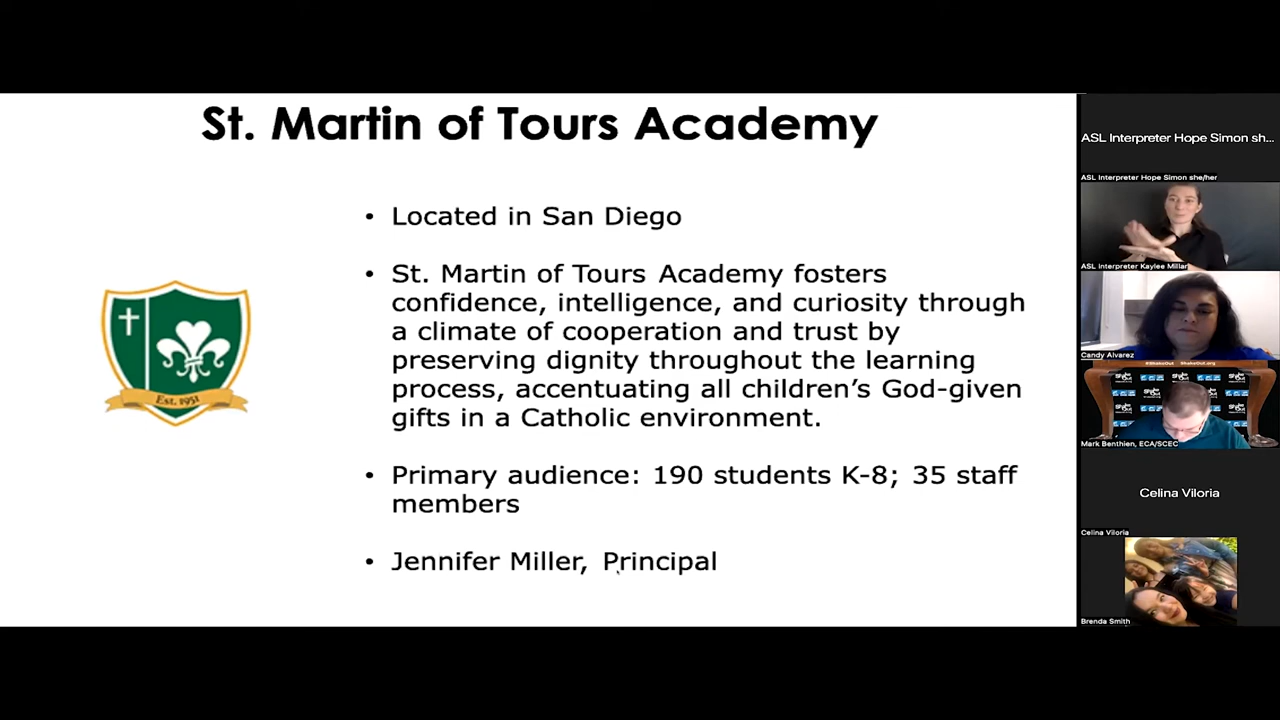 St. Martin of Tours Academy
• Located in San Diego
• St. Martin of Tours Academy fosters
confidence, intelligence, and curiosity through
a climate of cooperation and trust by
preserving dignity throughout the learning
process, accentuating all children’s God-given
gifts in a Catholic environment.
• Primary audience: 190 students K-8; 35 staff
members
• Jennifer Miller, Principal
Est. 1951
ASL Interpreter Hope Simon sh...
ASL Interpreter Hope Simon she/her
ASL Interpreter Kaylee Millar
Candy Alvarez
#ShakeOut ShakeOut.org
Mark Benthien, ECA/SCEC
Celina Viloria
Celina Viloria
Brenda Smith